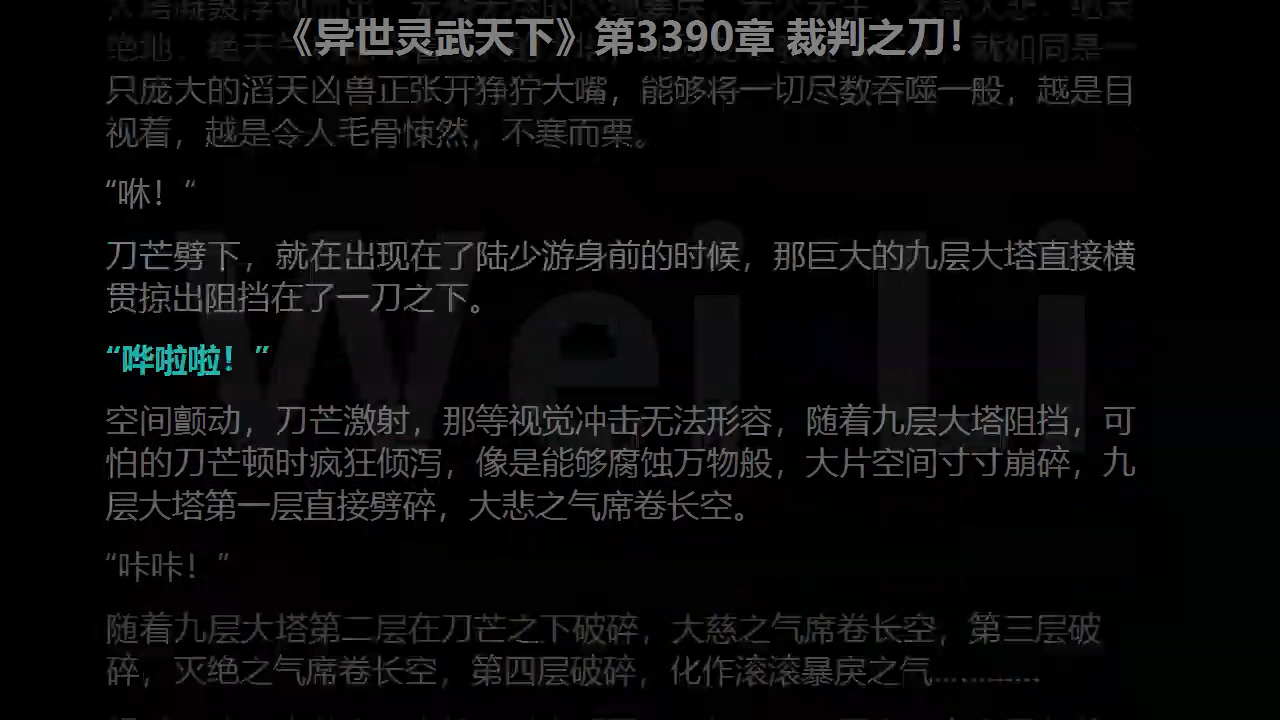 《异世灵武天下》第3390章 裁判之刀！
只庞大的滔天凶兽正张开狰狞大嘴，能够将一切尽数吞噬一般，越是目
视着，越是令人毛骨悚然，不寒而栗。
“咻！“
刀芒劈下，就在出现在了陆少游身前的时候，那巨大的九层大塔直接横
贯掠出阻挡在了一刀之下。
“哗啦啦！”
空间颤动，刀芒激射，那等视觉冲击无法形容，随着九层大塔阻挡，可
怕的刀芒顿时疯狂倾泻，像是能够腐蚀万物般，大片空间寸寸崩碎，九
层大塔第一层直接劈碎，大悲之气席卷长空。
“咔咔！”
随着九层大塔第二层在刀芒之下破碎，大慈之气席卷长空，第三层破
碎，灭绝之气席卷长空，第四层破碎，化作滚滚暴戾之气…………
Wei Li